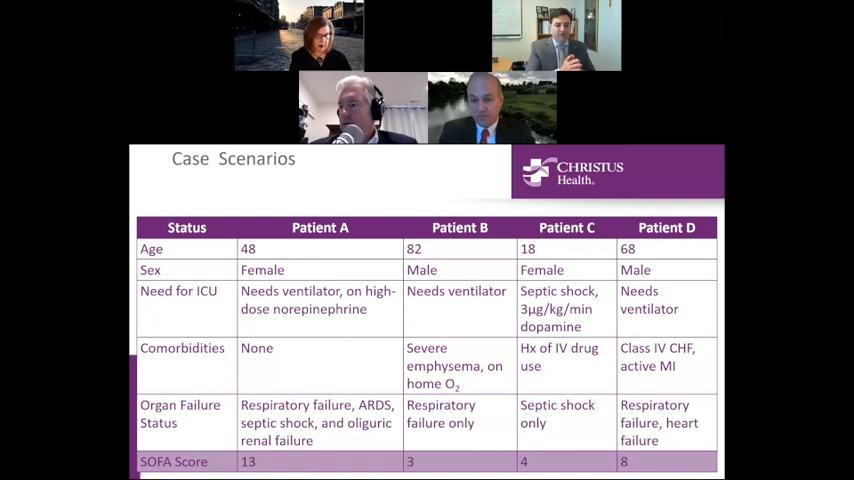 Case Scenarios
CHRISTUS
Health®
Status Patient A Patient B Patient C Patient D
Age 48 82 18 68
Sex Female Male Female Male
Need for ICU Needs ventilator, on high-
dose norepinephrine Needs ventilator Septic shock,
3µg/kg/min
dopamine Needs
ventilator
Comorbidities None Severe
emphysema, on
home O₂ Hx of IV drug
use Class IV CHF,
active MI
Organ Failure
Status Respiratory failure, ARDS,
septic shock, and oliguric
renal failure Respiratory
failure only Septic shock
only Respiratory
failure, heart
failure
SOFA Score 13 3 4 8